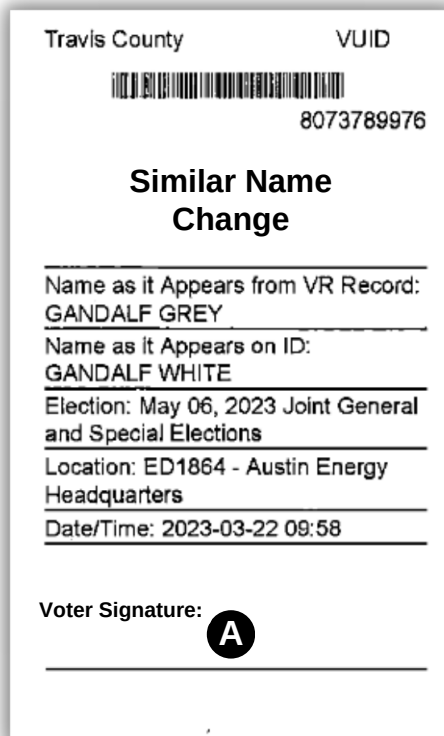 Travis County VUID
8073789976
Similar Name
Change
Name as it Appears from VR Record:
GANDALF GREY
Name as it Appears on ID:
GANDALF WHITE
Election: May 06, 2023 Joint General
and Special Elections
Location: ED1864 - Austin Energy
Headquarters
Date/Time: 2023-03-22 09:58
Voter Signature:
A